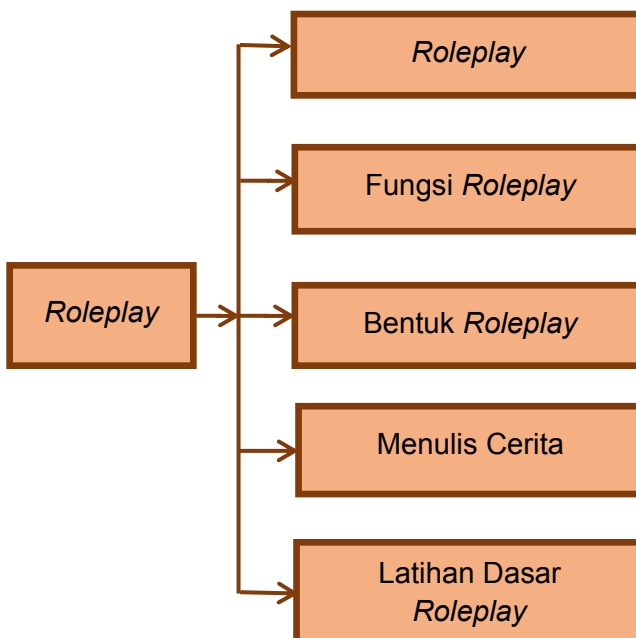 Roleplay
Fungsi Roleplay
Roleplay
Bentuk Roleplay
Menulis Cerita
Latihan Dasar
Roleplay